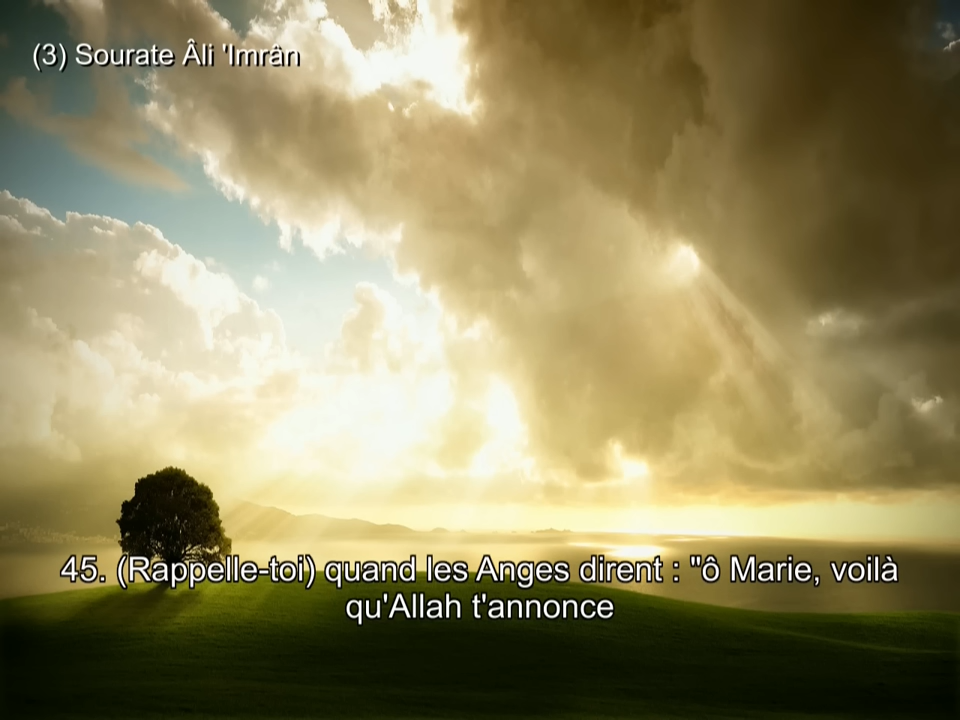 (3) Sourate Âli 'Imrân
45. (Rappelle-toi) quand les Anges dirent : "ô Marie, voilà
qu'Allah t'annonce